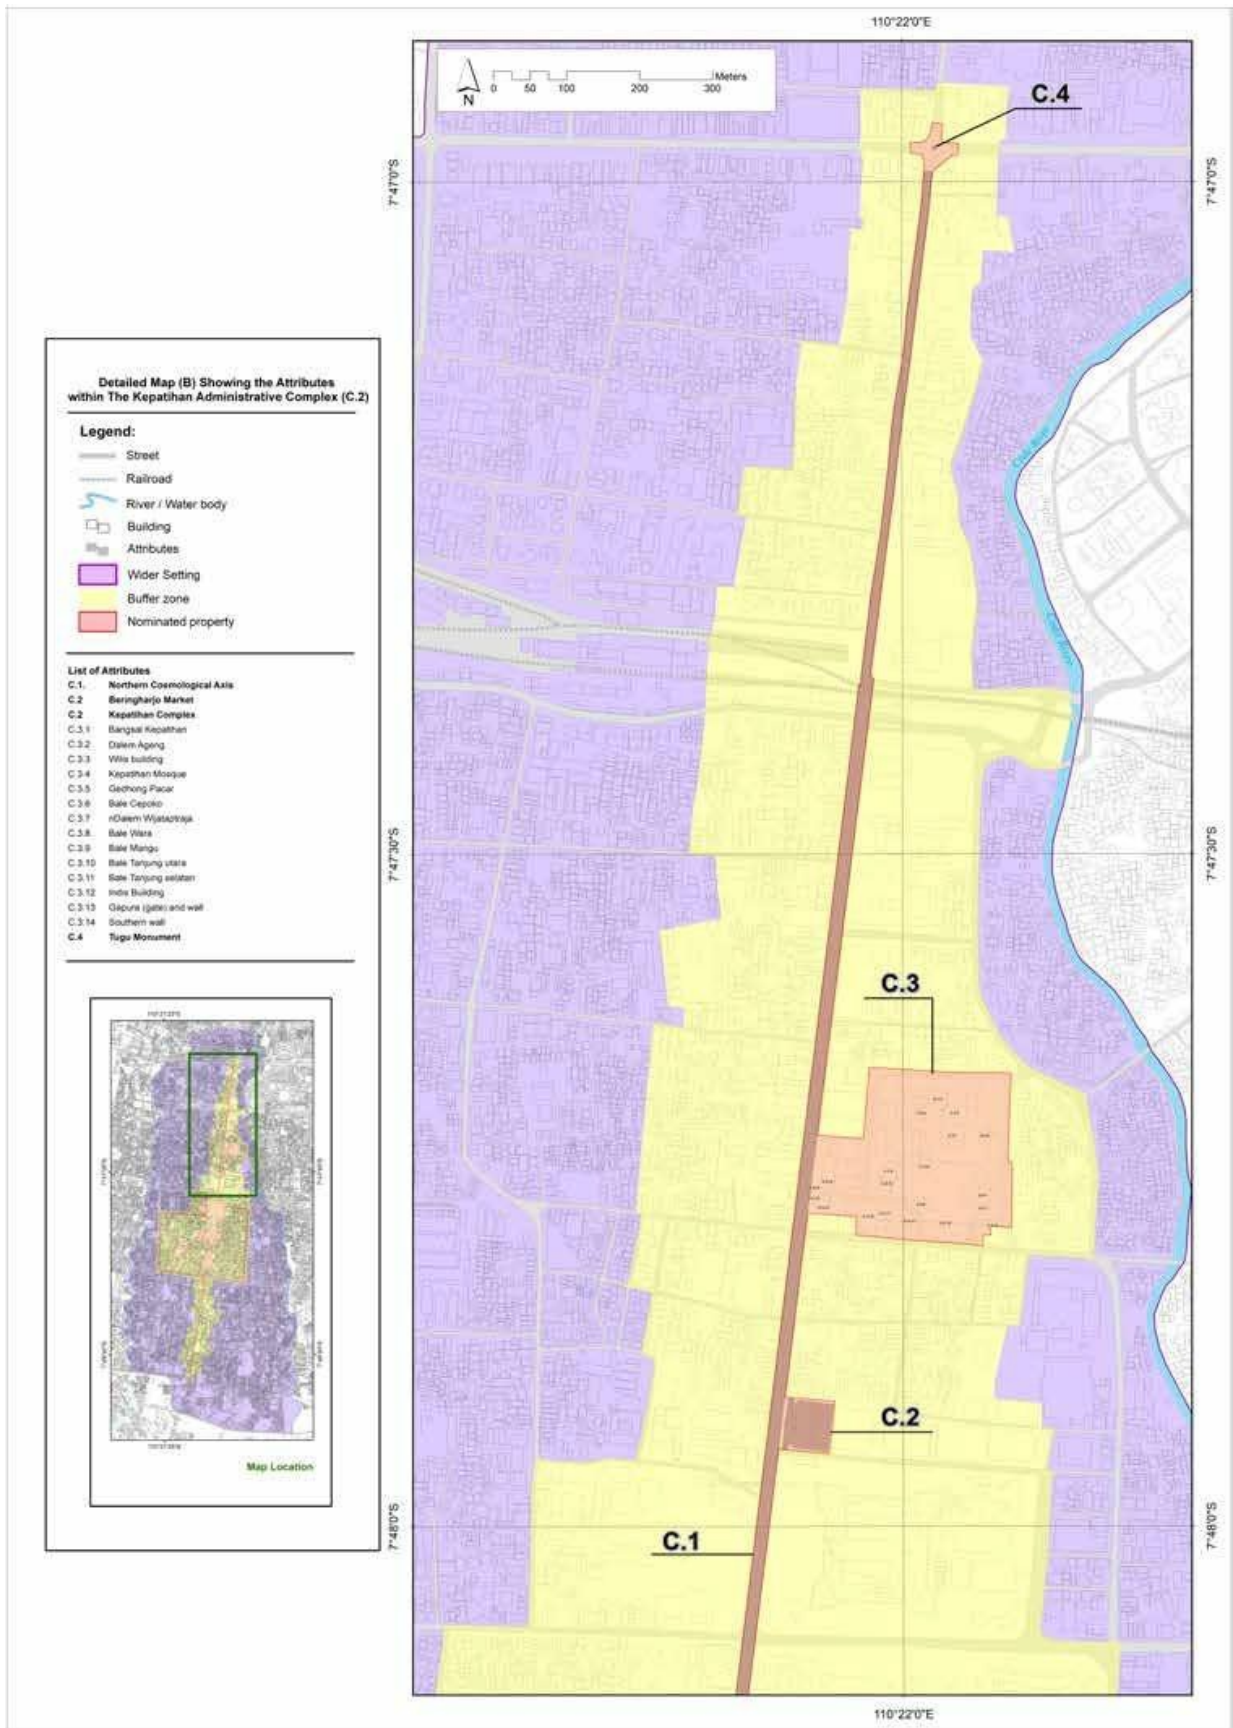 110°22'0"E
Meters
0 50 100 200 300
N
C.4
7°47'0"S
7°47'0"S
Detailed Map (B) Showing the Attributes
within The Kepatihan Administrative Complex (C.2)
Legend:
Street
Railroad
River / Water body
Building
Attributes
Wider Setting
Buffer zone
Nominated property
List of Attributes
C.1. Northern Cosmological Axis
C.2 Beringharjo Market
C.2 Kepatihan Complex
C.3.1 Bangsal Kepatihan
C.3.2 Dalem Ageng
C.3.3 Wilis building
C.3.4 Kepatihan Mosque
C.3.5 Gedhong Pacar
C.3.6 Bale Cepoko
C.3.7 nDalem Wijataptraja
C.3.8 Bale Wara
C.3.9 Bale Mangu
C.3.10 Bale Tanjung utara
C.3.11 Bale Tanjung selatan
C.3.12 Indis Building
C.3.13 Gapura (gate) and wall
C.3.14 Southern wall
C.4 Tugu Monument
Map Location
Code River
Code River
7°47'30"S
7°47'30"S
C.3
C.2
C.1
7°48'0"S
7°48'0"S
110°22'0"E